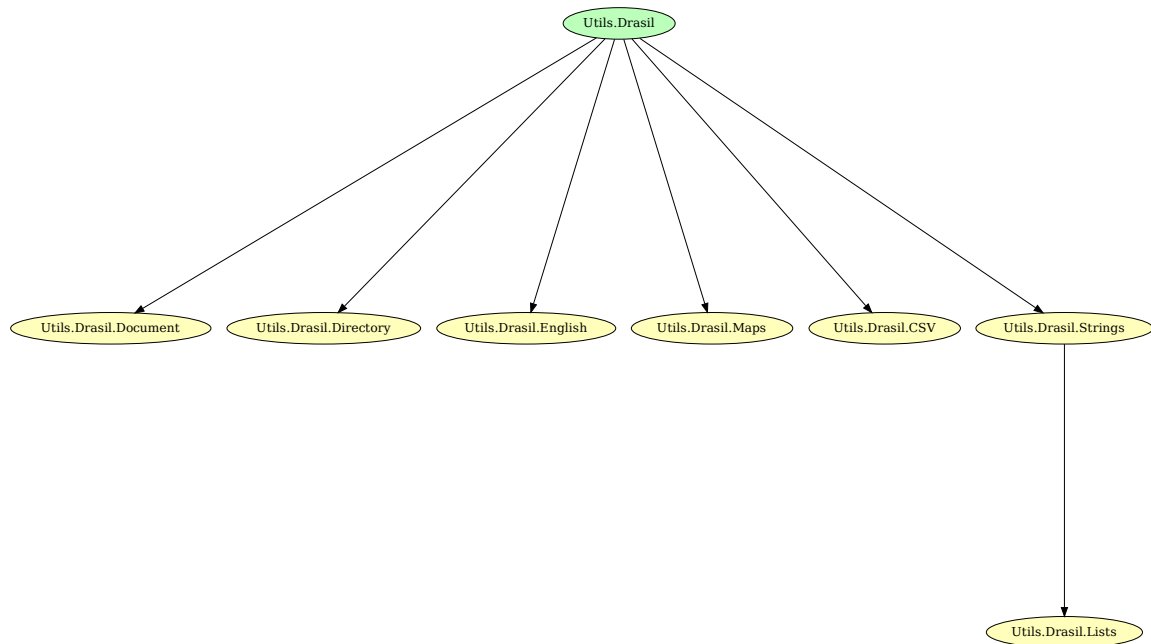 Utils.Drasil
Utils.Drasil.Document
Utils.Drasil.Directory
Utils.Drasil.English
Utils.Drasil.Maps
Utils.Drasil.CSV
Utils.Drasil.Strings
Utils.Drasil.Lists